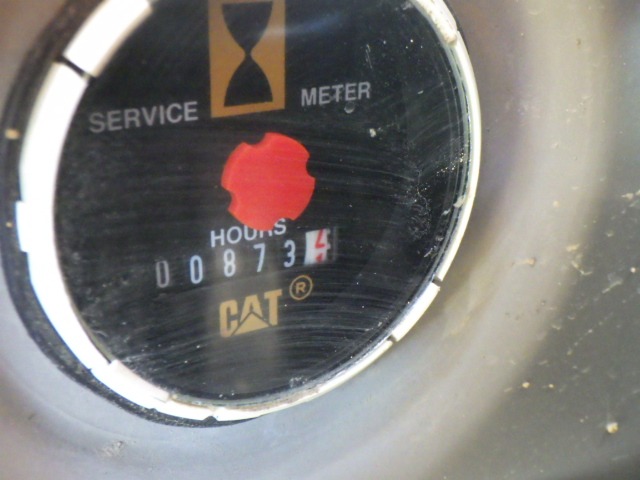 SERVICE METER
HOURS
00873
CAT ®